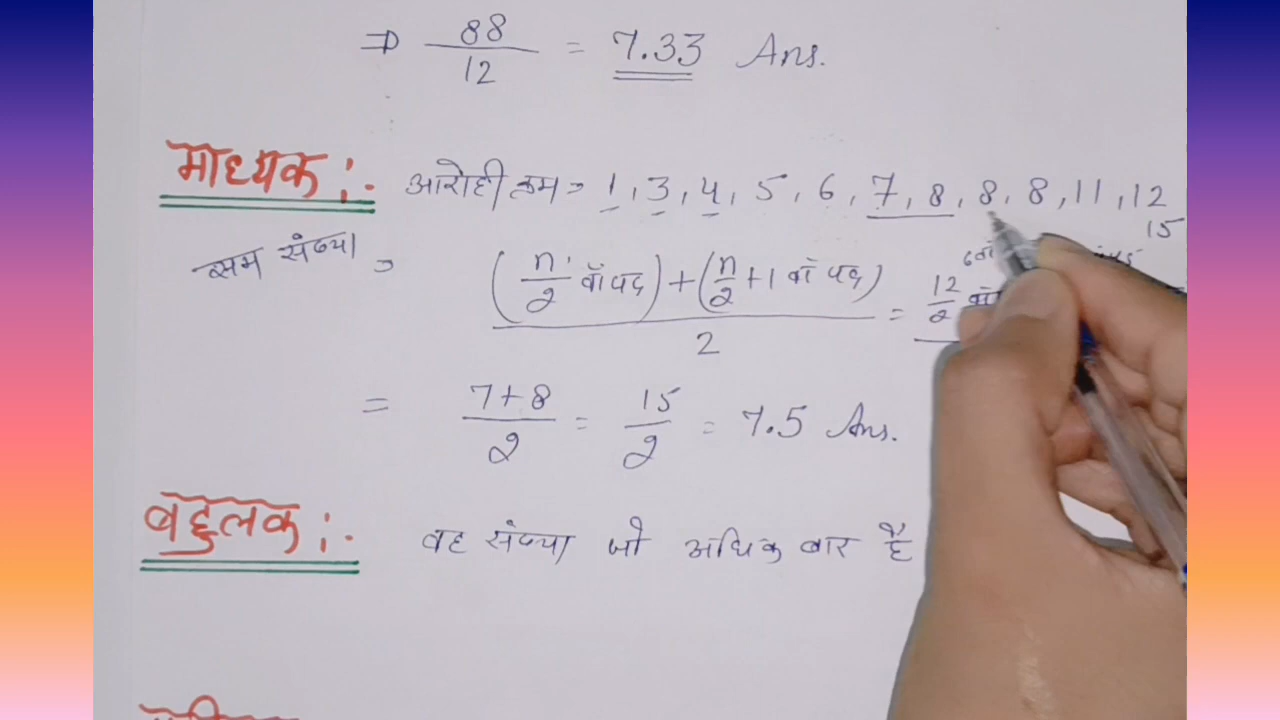 ⇒ 88/12 = 7.33 Ans.
माध्यक :- आरोही क्रम = 1, 3, 4, 5, 6, 7, 8, 8, 8, 11, 12
15
सम संख्या = (n/2 वाँ पद) + (n/2 + 1 वाँ पद) / 2 = 12/2 वाँ
6वाँ
= 7+8/2 = 15/2 = 7.5 Ans.
बहुलक :- वह संख्या जो अधिक बार है